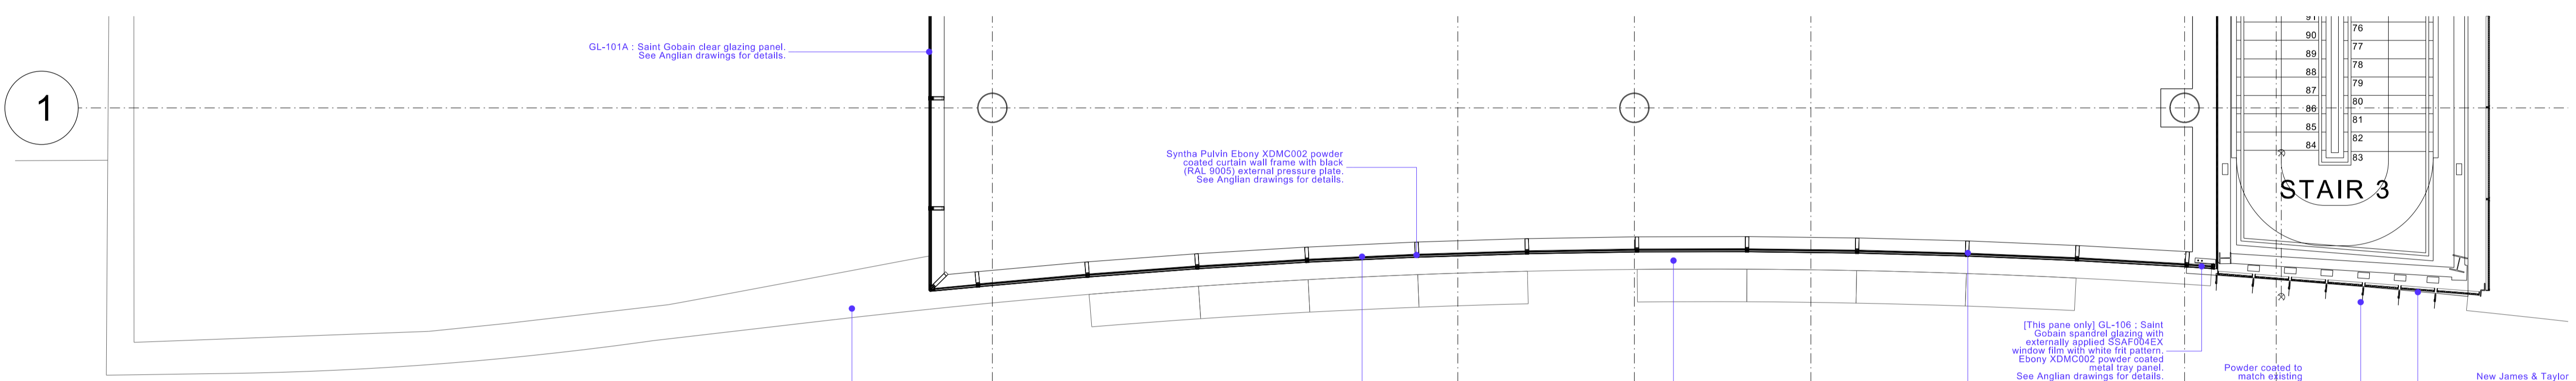 1
GL-101A : Saint Gobain clear glazing panel.
See Anglian drawings for details.
Syntha Pulvin Ebony XDMC002 powder
coated curtain wall frame with black
(RAL 9005) external pressure plate.
See Anglian drawings for details.
91
90
89
88
87
86
85
84
76
77
78
79
80
81
82
83
STAIR 3
[This pane only] GL-106 : Saint
Gobain spandrel glazing with
externally applied SSAF004EX
window film with white frit pattern.
Ebony XDMC002 powder coated
metal tray panel.
See Anglian drawings for details.
Powder coated to
match existing
New James & Taylor